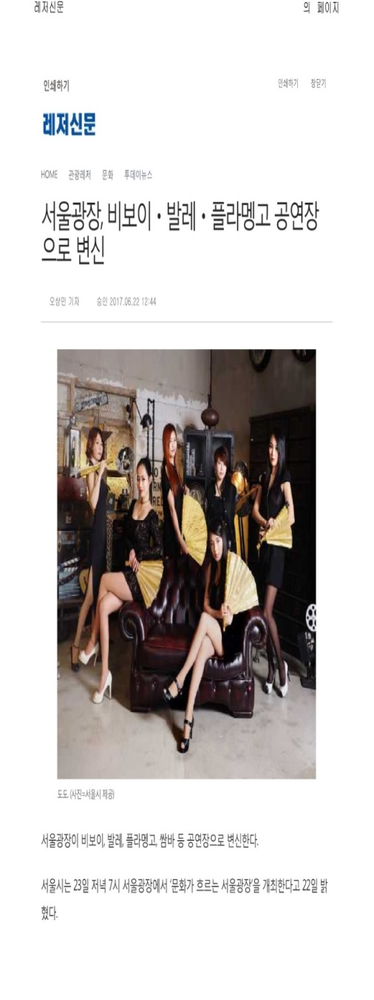 레저신문
의 페이지
인쇄하기
인쇄하기 창닫기
레저신문
HOME 관광레저 문화 투데이뉴스
서울광장, 비보이·발레·플라멩고 공연장
으로 변신
오상민 기자 승인 2017.06.22 12:44
도도. (사진=서울시 제공)
서울광장이 비보이, 발레, 플라멩고, 쌈바 등 공연장으로 변신한다.
서울시는 23일 저녁 7시 서울광장에서 '문화가 흐르는 서울광장'을 개최한다고 22일 밝
혔다.